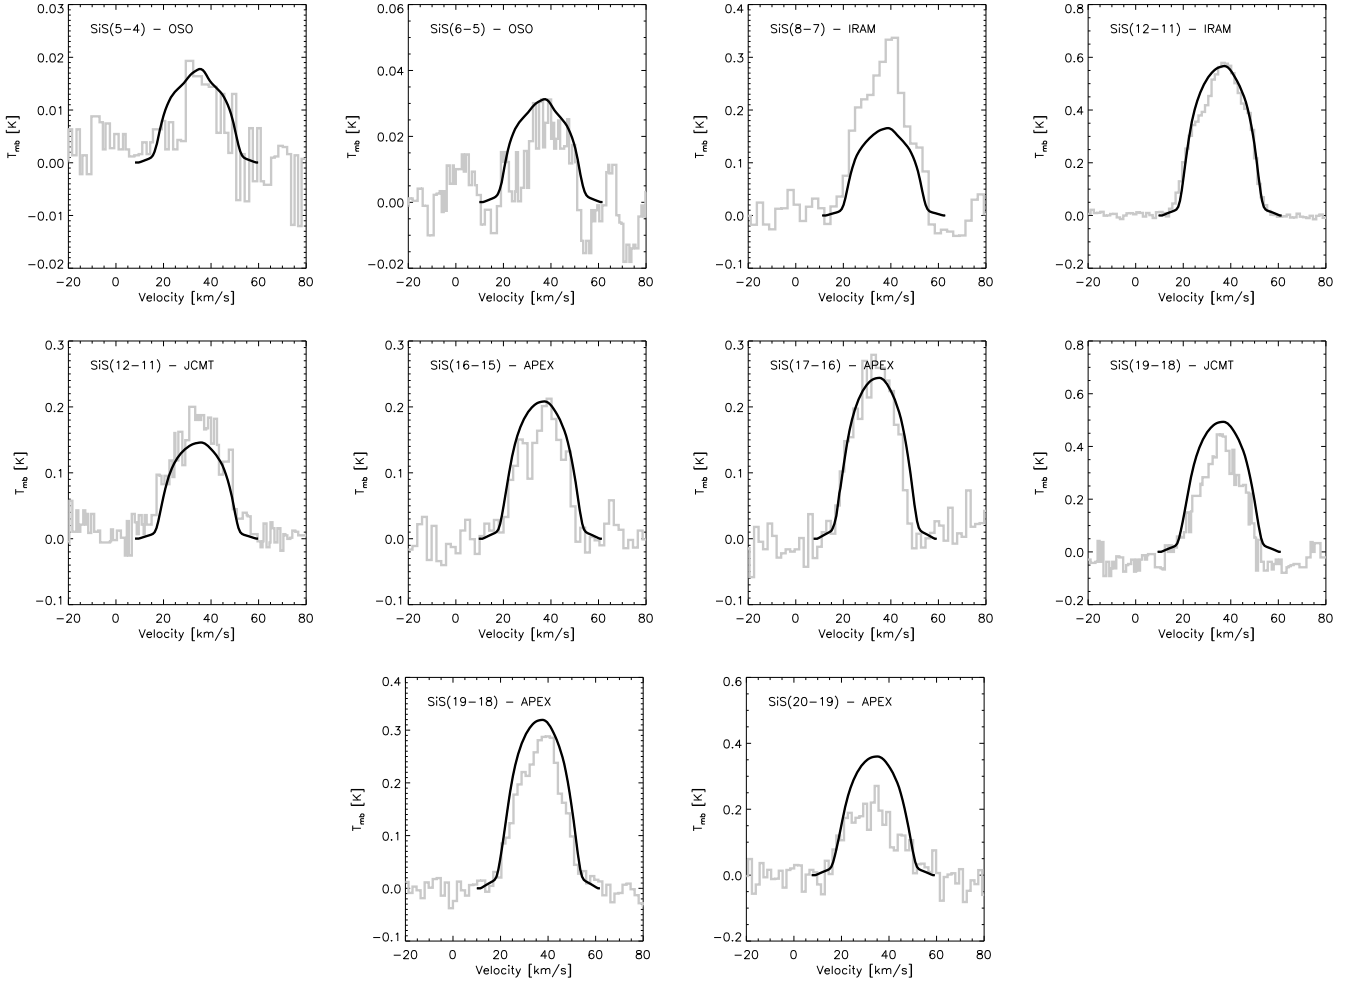 SiS(5−4) − OSO
0.03
0.02
0.01
0.00
−0.01
−0.02
Tmb [K]
−20 0 20 40 60 80
Velocity [km/s]
SiS(6−5) − OSO
0.06
0.04
0.02
0.00
−0.02
Tmb [K]
−20 0 20 40 60 80
Velocity [km/s]
SiS(8−7) − IRAM
0.4
0.3
0.2
0.1
0.0
−0.1
Tmb [K]
−20 0 20 40 60 80
Velocity [km/s]
SiS(12−11) − IRAM
0.8
0.6
0.4
0.2
0.0
−0.2
Tmb [K]
−20 0 20 40 60 80
Velocity [km/s]
SiS(12−11) − JCMT
0.3
0.2
0.1
0.0
−0.1
Tmb [K]
−20 0 20 40 60 80
Velocity [km/s]
SiS(16−15) − APEX
0.3
0.2
0.1
0.0
−0.1
Tmb [K]
−20 0 20 40 60 80
Velocity [km/s]
SiS(17−16) − APEX
0.3
0.2
0.1
0.0
−0.1
Tmb [K]
−20 0 20 40 60 80
Velocity [km/s]
SiS(19−18) − JCMT
0.8
0.6
0.4
0.2
0.0
−0.2
Tmb [K]
−20 0 20 40 60 80
Velocity [km/s]
SiS(19−18) − APEX
0.4
0.3
0.2
0.1
0.0
−0.1
Tmb [K]
−20 0 20 40 60 80
Velocity [km/s]
SiS(20−19) − APEX
0.6
0.4
0.2
0.0
−0.2
Tmb [K]
−20 0 20 40 60 80
Velocity [km/s]